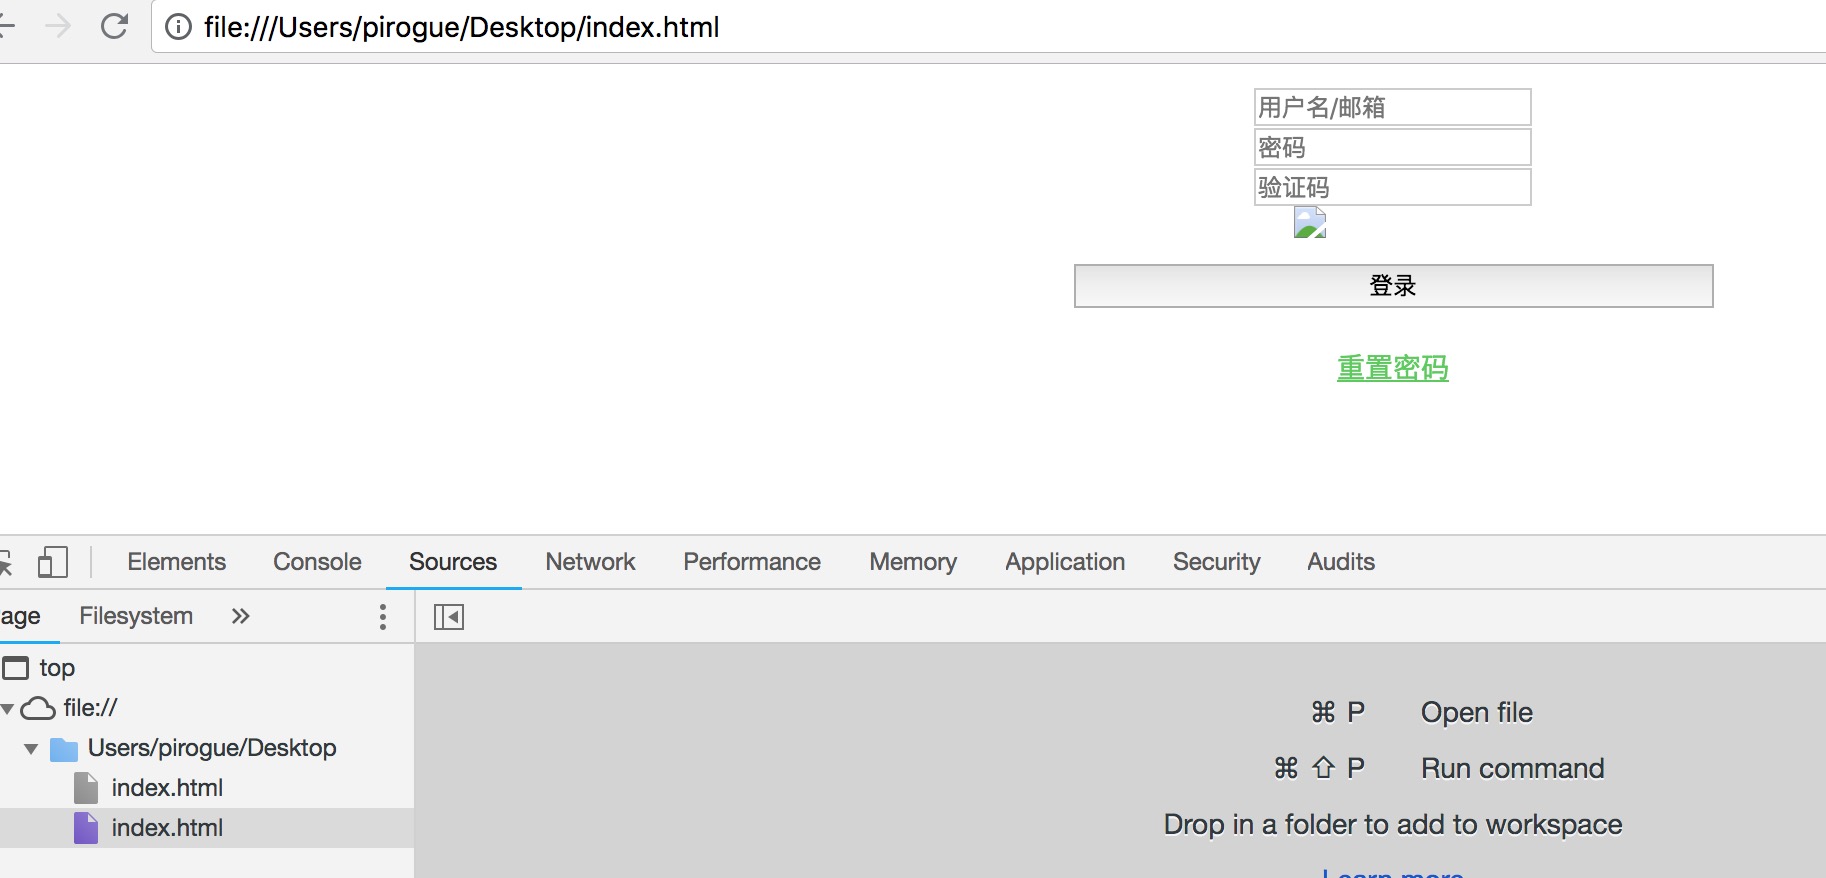 file:///Users/pirogue/Desktop/index.html
用户名/邮箱
密码
验证码
登录
重置密码
Elements Console Sources Network Performance Memory Application Security Audits
age Filesystem »
top
file://
Users/pirogue/Desktop
index.html
index.html
⌘ P Open file
⌘ ⇧ P Run command
Drop in a folder to add to workspace
Learn more